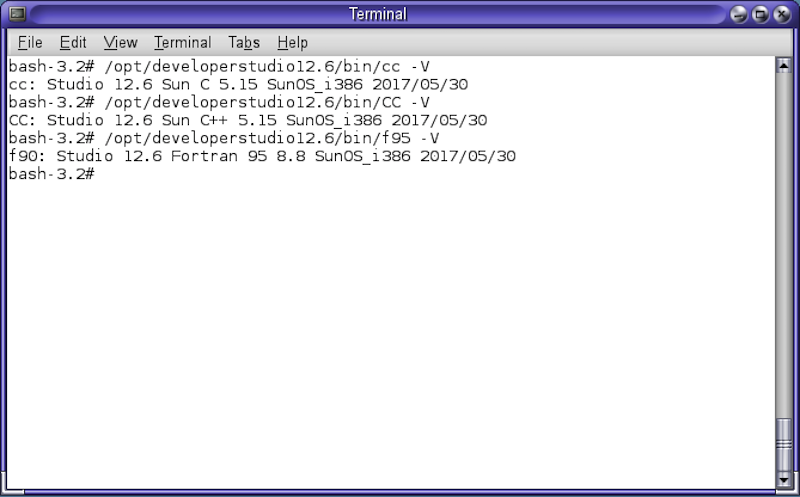 Terminal
File Edit View Terminal Tabs Help
bash-3.2# /opt/developerstudio12.6/bin/cc -V
cc: Studio 12.6 Sun C 5.15 SunOS_i386 2017/05/30
bash-3.2# /opt/developerstudio12.6/bin/CC -V
CC: Studio 12.6 Sun C++ 5.15 SunOS_i386 2017/05/30
bash-3.2# /opt/developerstudio12.6/bin/f95 -V
f90: Studio 12.6 Fortran 95 8.8 SunOS_i386 2017/05/30
bash-3.2#